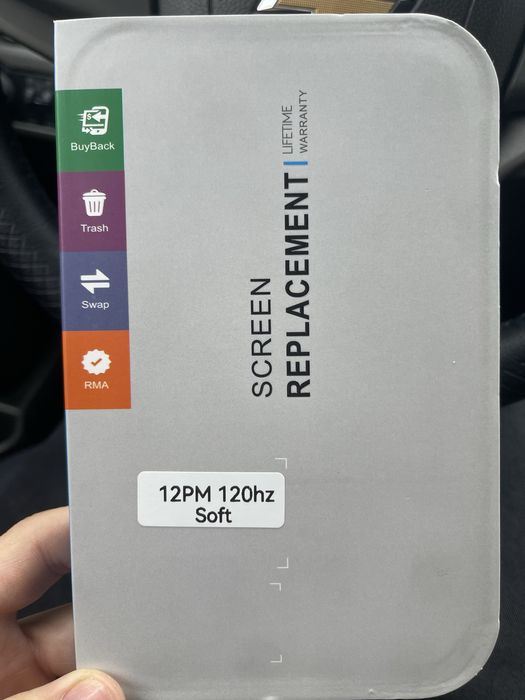 BuyBack
Trash
Swap
RMA
SCREEN
REPLACEMENT
LIFETIME
WARRANTY
12PM 120hz
Soft